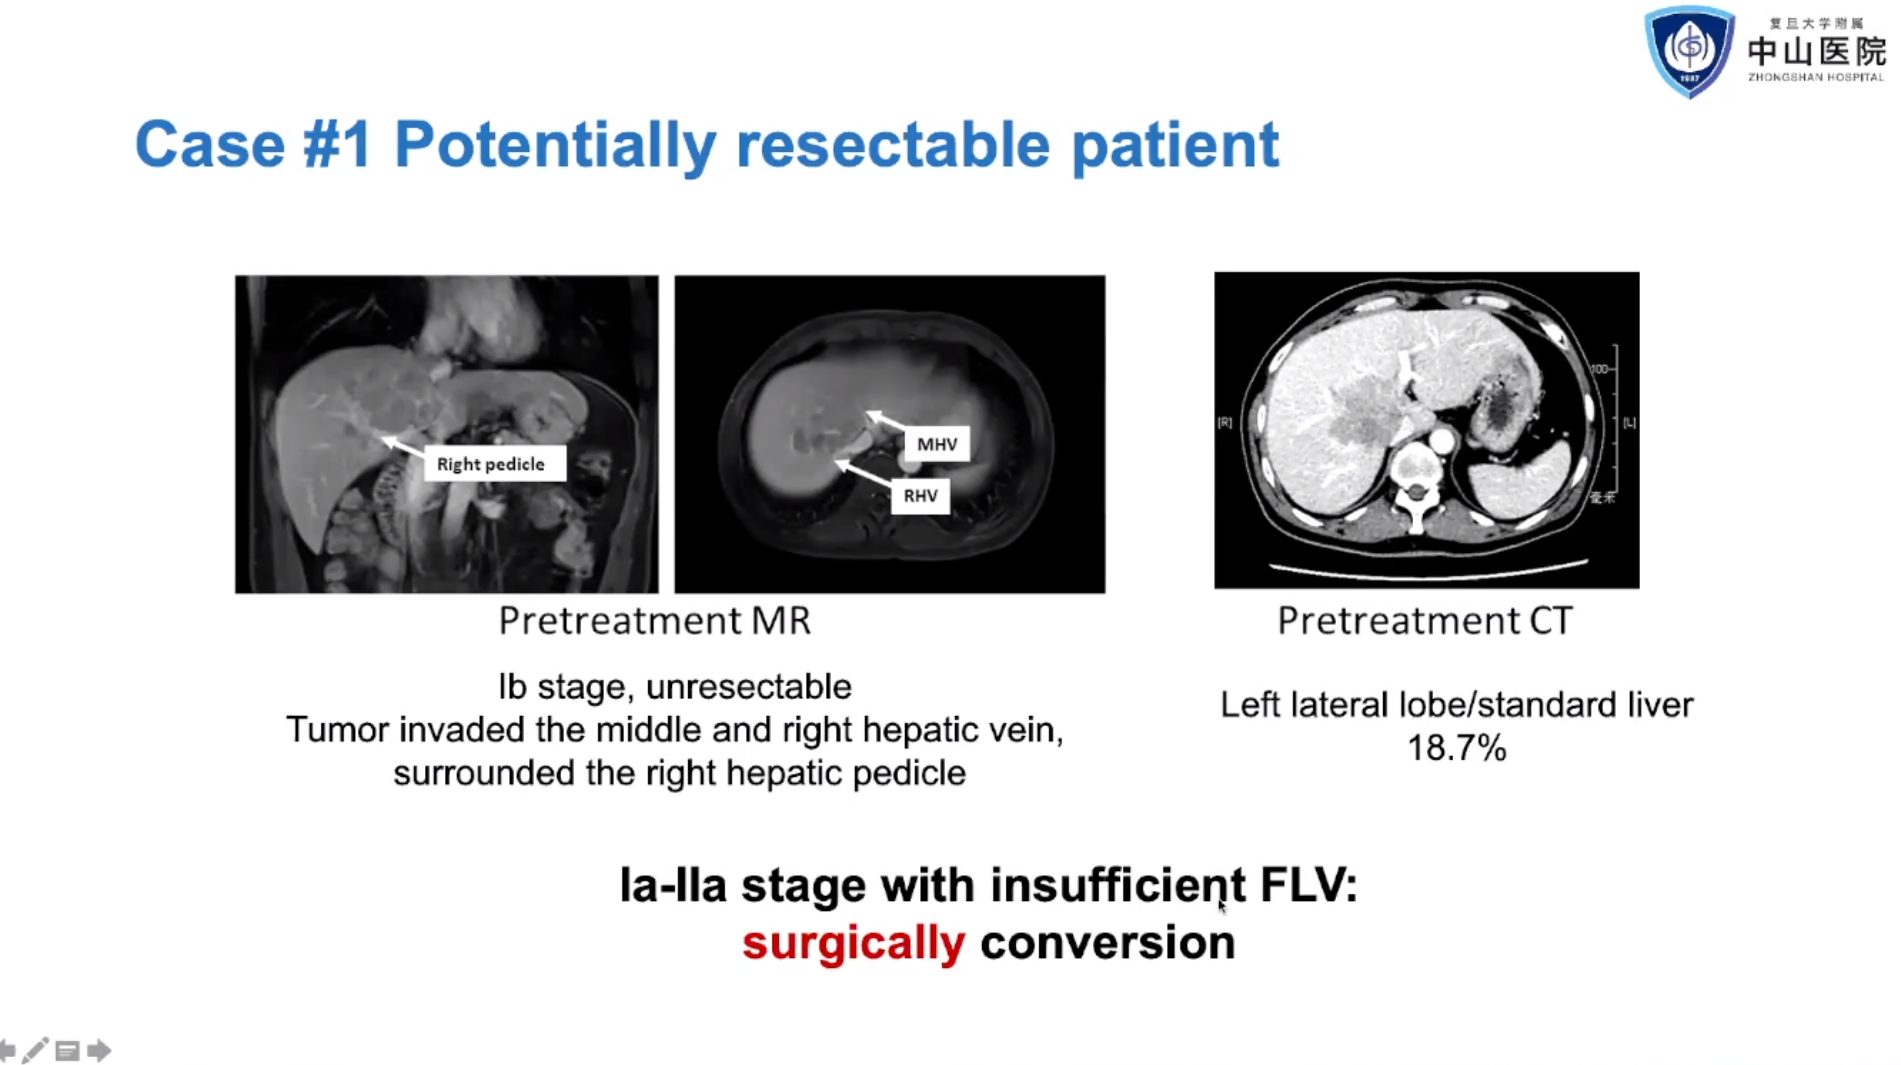 复旦大学附属
中山医院
ZHONGSHAN HOSPITAL
1937
Case #1 Potentially resectable patient
Right pedicle
MHV
RHV
[R]
100
[L]
毫米
Pretreatment MR
Pretreatment CT
Ib stage, unresectable
Tumor invaded the middle and right hepatic vein,
surrounded the right hepatic pedicle
Left lateral lobe/standard liver
18.7%
Ia-IIa stage with insufficient FLV:
surgically conversion